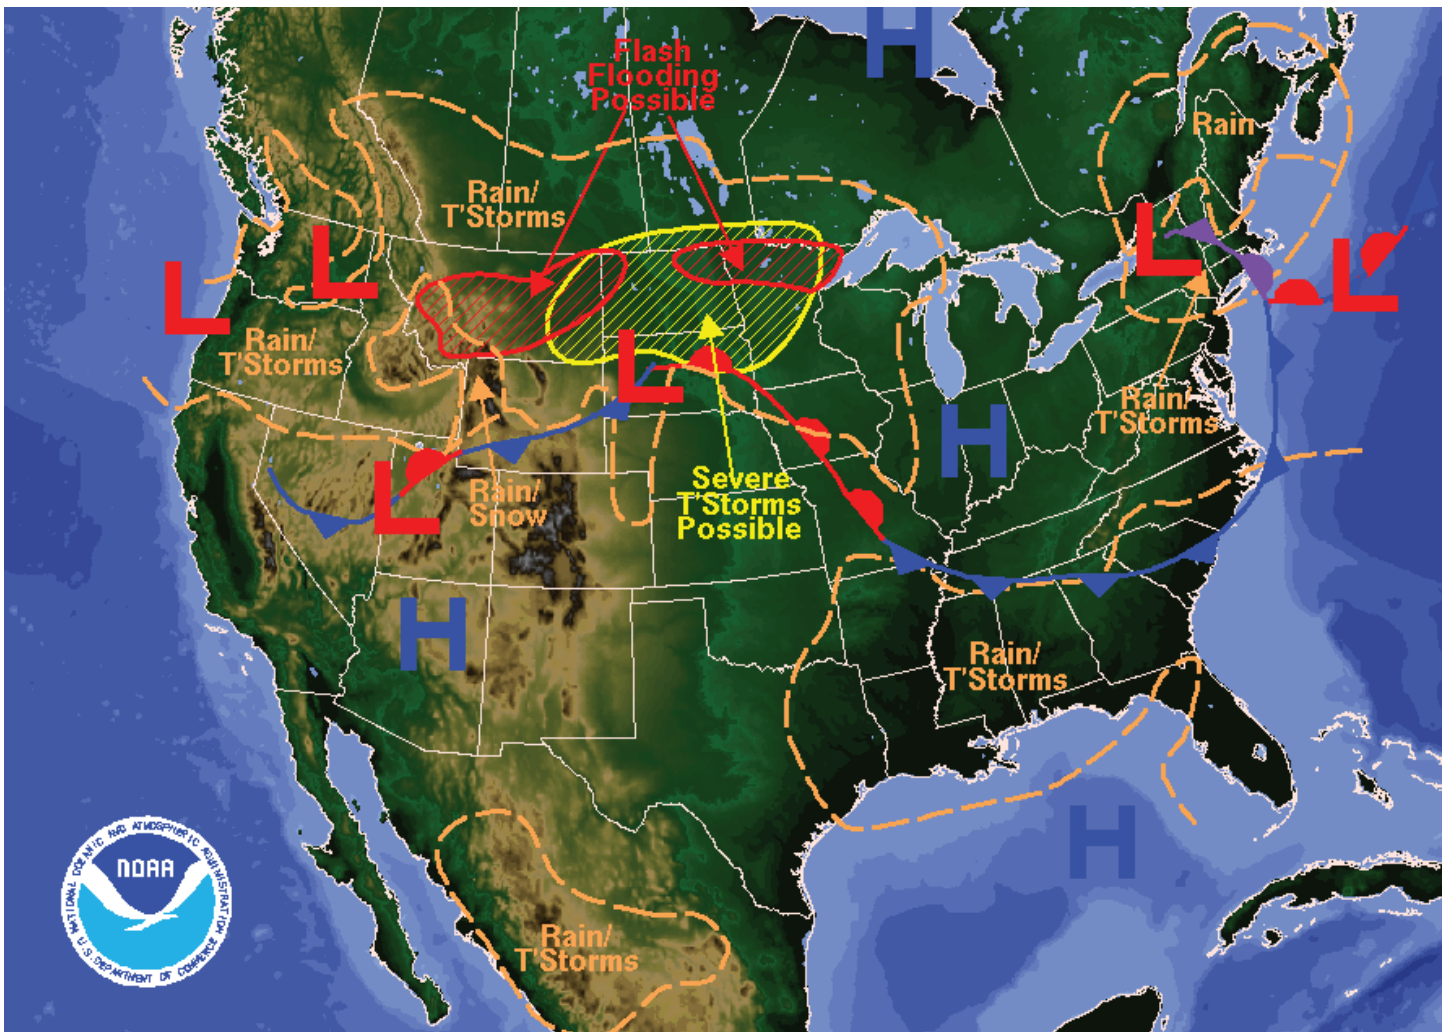 H
Flash
Flooding
Possible
Rain
Rain/
T'Storms
L
L
L
L
Rain/
T'Storms
L
Rain/
T'Storms
H
Severe
T'Storms
Possible
Rain/
Snow
L
H
Rain/
T'Storms
H
NATIONAL OCEANIC AND ATMOSPHERIC ADMINISTRATION
NOAA
U.S. DEPARTMENT OF COMMERCE
Rain/
T'Storms